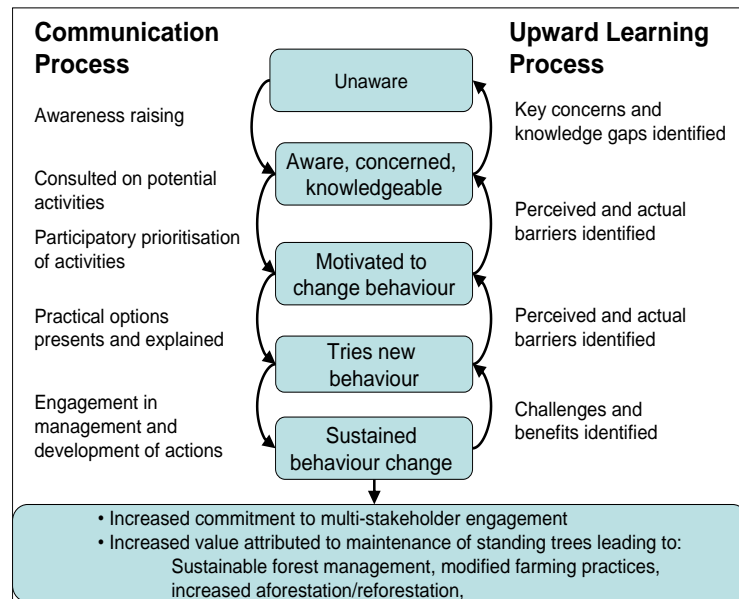 Communication
Process
Awareness raising
Consulted on potential
activities
Participatory prioritisation
of activities
Practical options
presents and explained
Engagement in
management and
development of actions
Unaware
Aware, concerned,
knowledgeable
Motivated to
change behaviour
Tries new
behaviour
Sustained
behaviour change
Upward Learning
Process
Key concerns and
knowledge gaps identified
Perceived and actual
barriers identified
Perceived and actual
barriers identified
Challenges and
benefits identified
• Increased commitment to multi-stakeholder engagement
• Increased value attributed to maintenance of standing trees leading to:
Sustainable forest management, modified farming practices,
increased aforestation/reforestation,